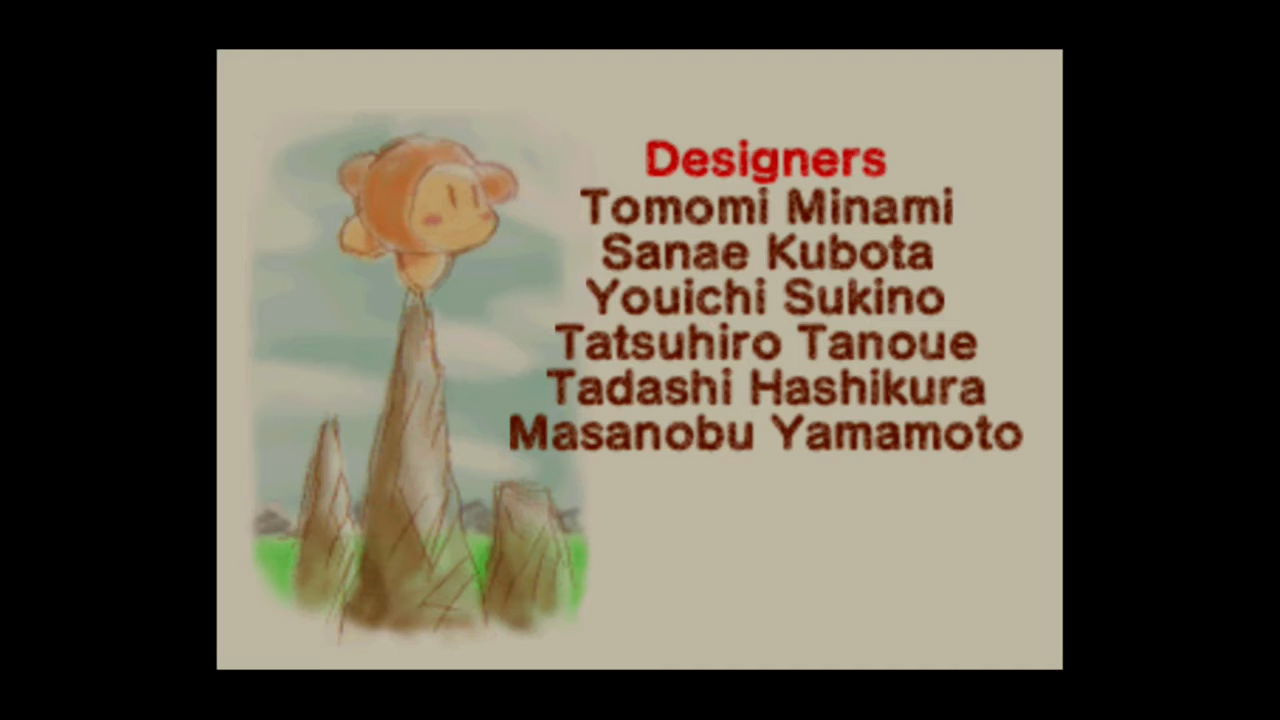 Designers
Tomomi Minami
Sanae Kubota
Youichi Sukino
Tatsuhiro Tanoue
Tadashi Hashikura
Masanobu Yamamoto